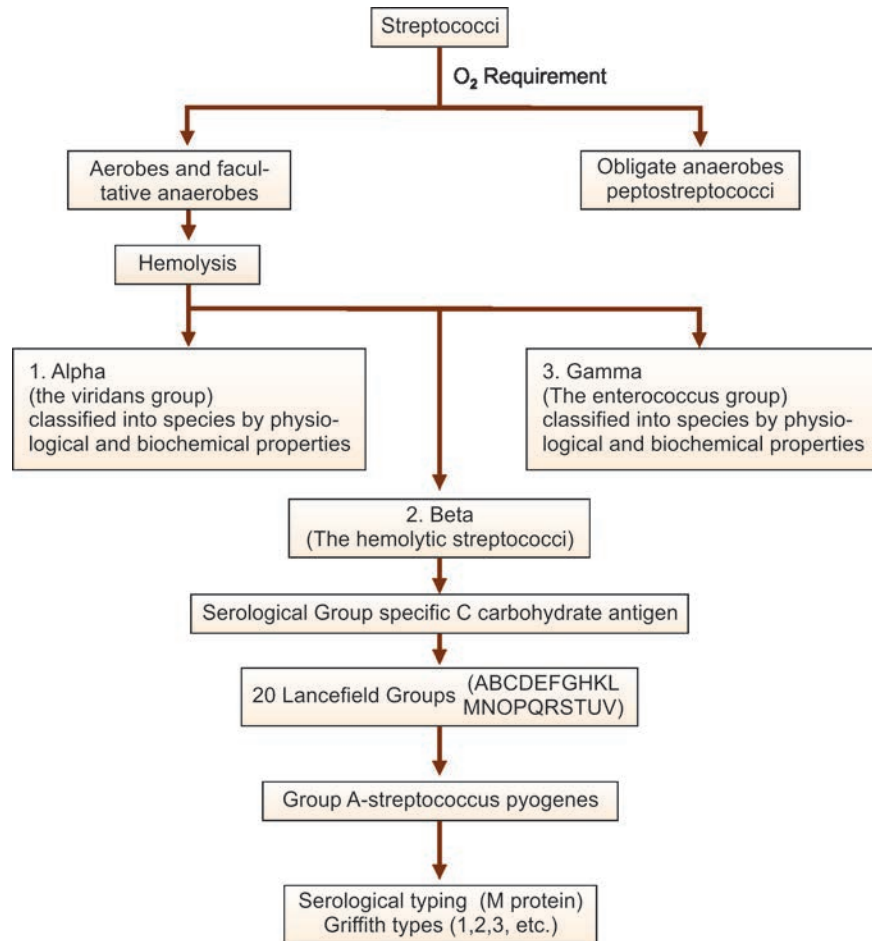 Streptococci
O₂ Requirement
Aerobes and facul-
tative anaerobes
Obligate anaerobes
peptostreptococci
Hemolysis
1. Alpha
(the viridans group)
classified into species by physio-
logical and biochemical properties
3. Gamma
(The enterococcus group)
classified into species by physio-
logical and biochemical properties
2. Beta
(The hemolytic streptococci)
Serological Group specific C carbohydrate antigen
20 Lancefield Groups (ABCDEFGHKL
MNOPQRSTUV)
Group A-streptococcus pyogenes
Serological typing (M protein)
Griffith types (1,2,3, etc.)